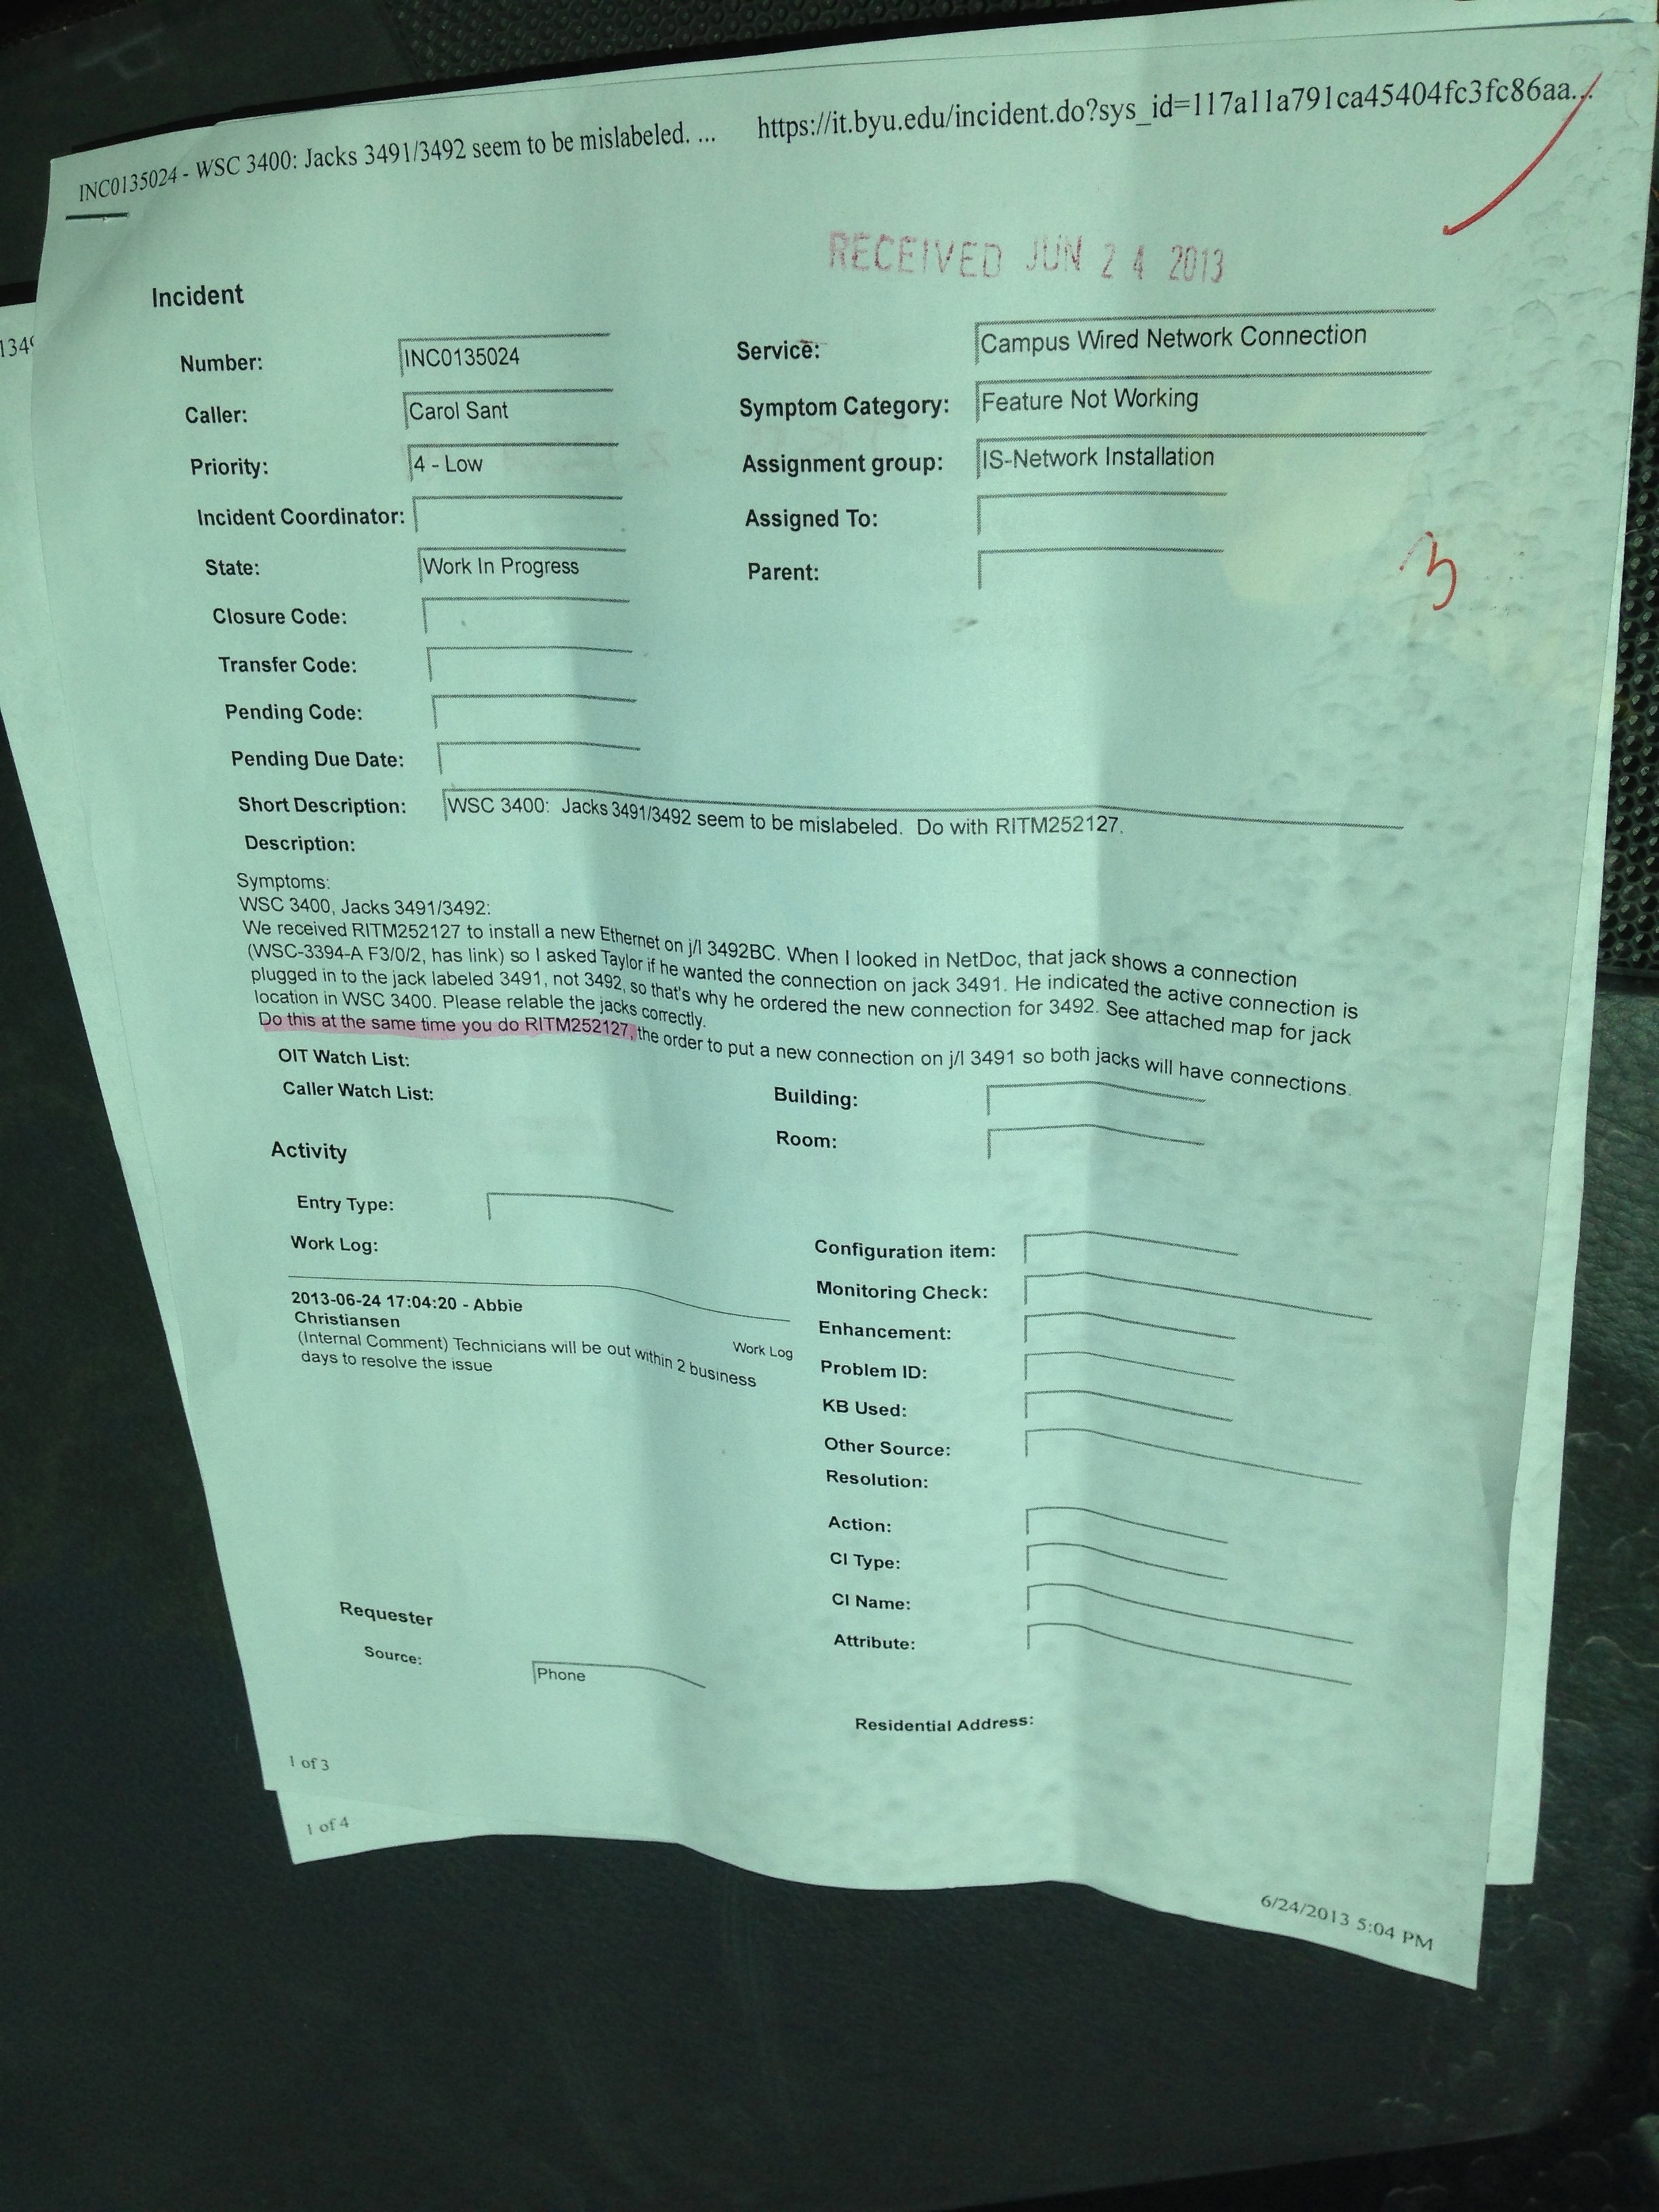 INC0135024 - WSC 3400: Jacks 3491/3492 seem to be mislabeled. ... https://it.byu.edu/incident.do?sys_id=117a11a791ca45404fc3fc86aa...
RECEIVED JUN 24 2013
Incident
Number: INC0135024
Caller: Carol Sant
Priority: 4 - Low
Incident Coordinator:
State: Work In Progress
Closure Code:
Transfer Code:
Pending Code:
Pending Due Date:
Service: Campus Wired Network Connection
Symptom Category: Feature Not Working
Assignment group: IS-Network Installation
Assigned To:
Parent:
3
Short Description: WSC 3400: Jacks 3491/3492 seem to be mislabeled. Do with RITM252127.
Description:
Symptoms:
WSC 3400, Jacks 3491/3492:
We received RITM252127 to install a new Ethernet on j/l 3492BC. When I looked in NetDoc, that jack shows a connection
(WSC-3394-A F3/0/2, has link) so I asked Taylor if he wanted the connection on jack 3491. He indicated the active connection is
plugged in to the jack labeled 3491, not 3492, so that's why he ordered the new connection for 3492. See attached map for jack
location in WSC 3400. Please relable the jacks correctly.
Do this at the same time you do RITM252127, the order to put a new connection on j/l 3491 so both jacks will have connections.
OIT Watch List:
Caller Watch List:
Building:
Room:
Activity
Entry Type:
Work Log:
2013-06-24 17:04:20 - Abbie
Christiansen
Work Log
(Internal Comment) Technicians will be out within 2 business
days to resolve the issue
Configuration item:
Monitoring Check:
Enhancement:
Problem ID:
KB Used:
Other Source:
Resolution:
Action:
CI Type:
CI Name:
Attribute:
Requester
Source: Phone
Residential Address:
1 of 3
1 of 4
6/24/2013 5:04 PM